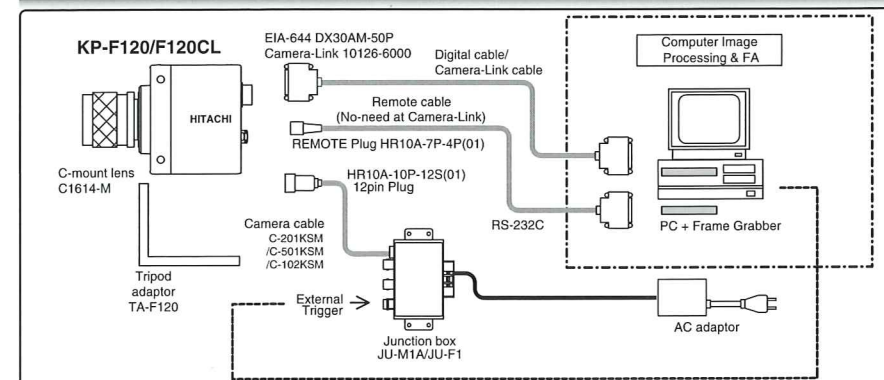 KP-F120/F120CL
EIA-644 DX30AM-50P
Camera-Link 10126-6000
Digital cable/
Camera-Link cable
Computer Image
Processing & FA
HITACHI
Remote cable
(No-need at Camera-Link)
REMOTE Plug HR10A-7P-4P(01)
C-mount lens
C1614-M
HR10A-10P-12S(01)
12pin Plug
RS-232C
PC + Frame Grabber
Camera cable
C-201KSM
/C-501KSM
/C-102KSM
Tripod
adaptor
TA-F120
External
Trigger
AC adaptor
Junction box
JU-M1A/JU-F1